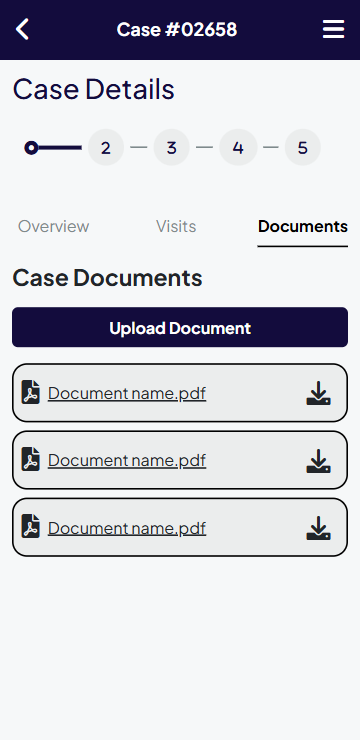 Case #02658
Case Details
2 3 4 5
Overview Visits Documents
Case Documents
Upload Document
Document name.pdf
Document name.pdf
Document name.pdf